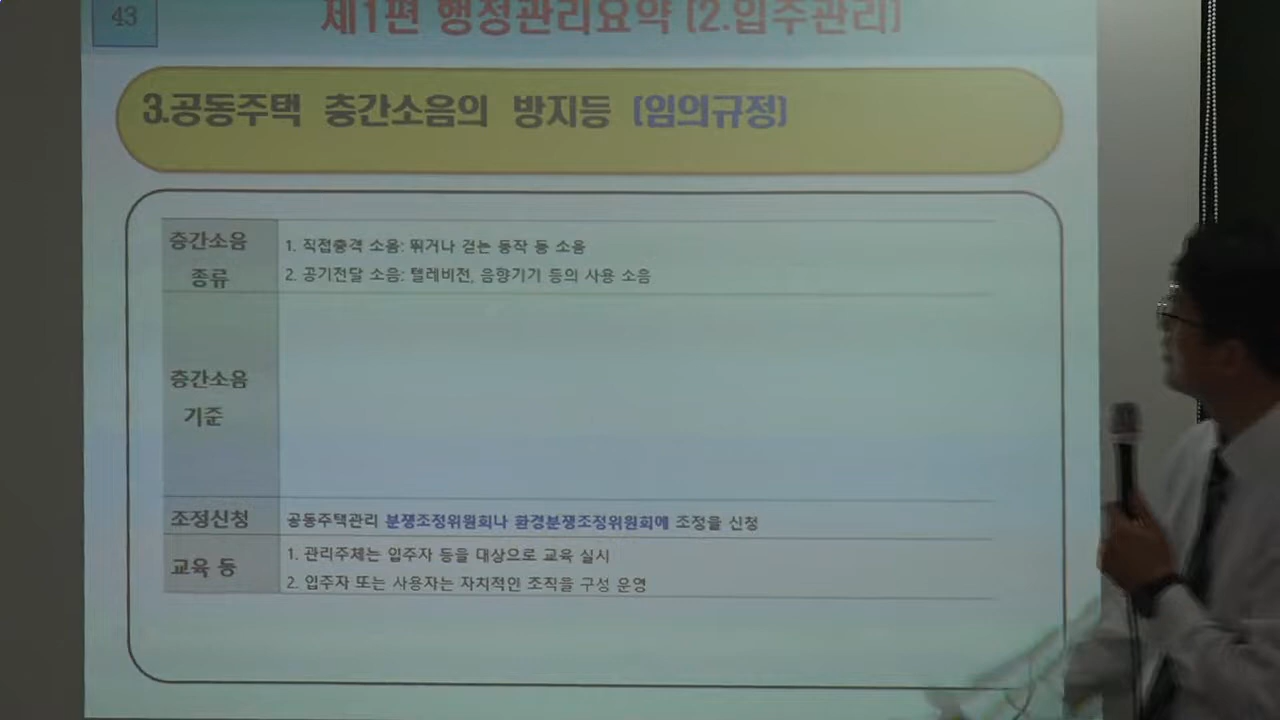 43
제1편 행정관리요약 [2.입주관리]
3.공동주택 층간소음의 방지등 [임의규정]
층간소음
종류
1. 직접충격 소음: 뛰거나 걷는 동작 등 소음
2. 공기전달 소음: 텔레비전, 음향기기 등의 사용 소음
층간소음
기준
조정신청
공동주택관리 분쟁조정위원회나 환경분쟁조정위원회에 조정을 신청
교육 등
1. 관리주체는 입주자 등을 대상으로 교육 실시
2. 입주자 또는 사용자는 자치적인 조직을 구성 운영